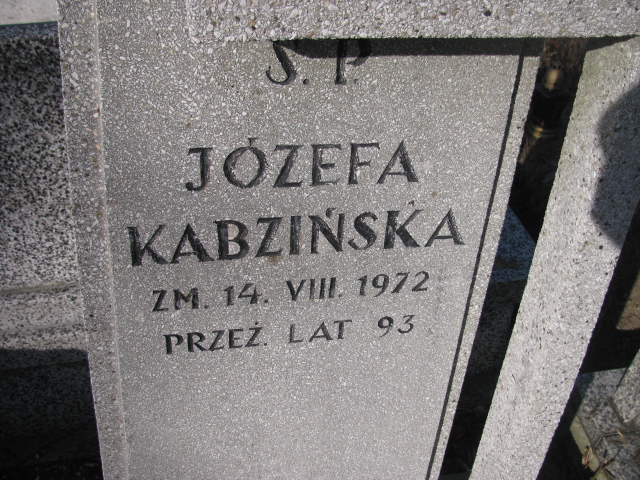 Ś. P.
JÓZEFA
KABZIŃSKA
ZM. 14. VIII. 1972
PRZEŻ. LAT 93